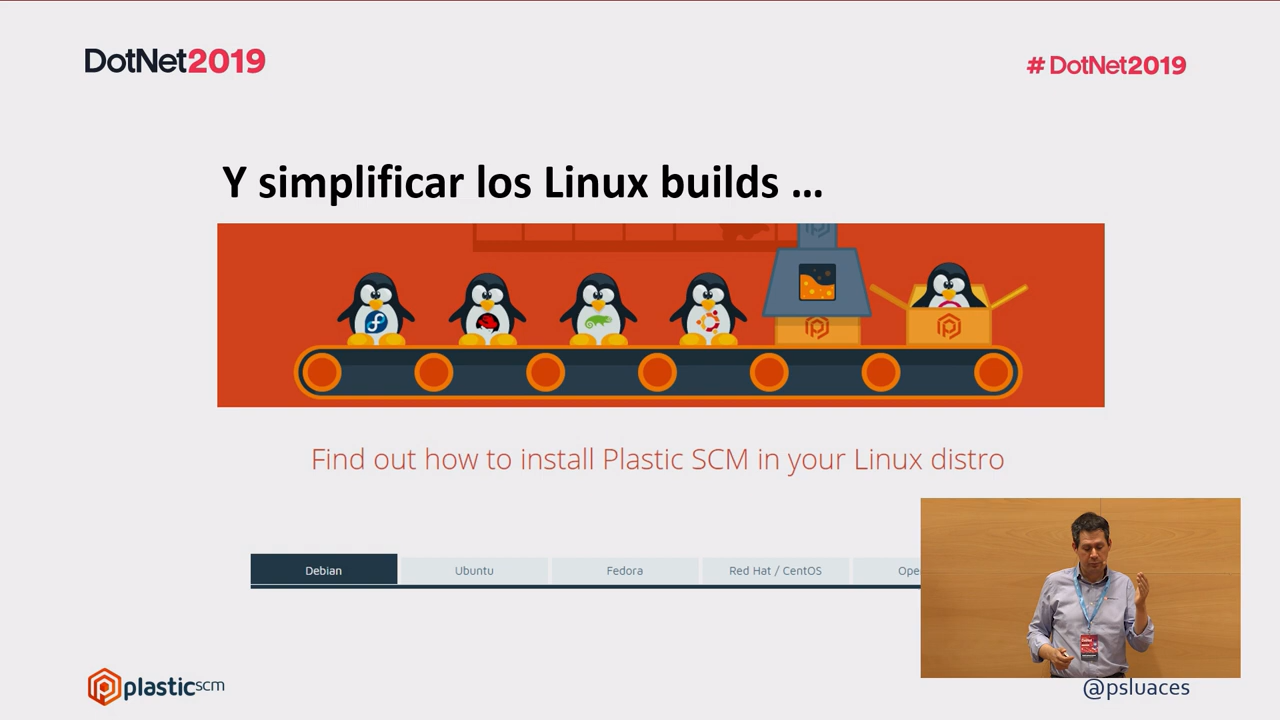 DotNet2019
# DotNet2019
Y simplificar los Linux builds ...
Find out how to install Plastic SCM in your Linux distro
Debian
Ubuntu
Fedora
Red Hat / CentOS
Ope
plasticscm
@psluaces